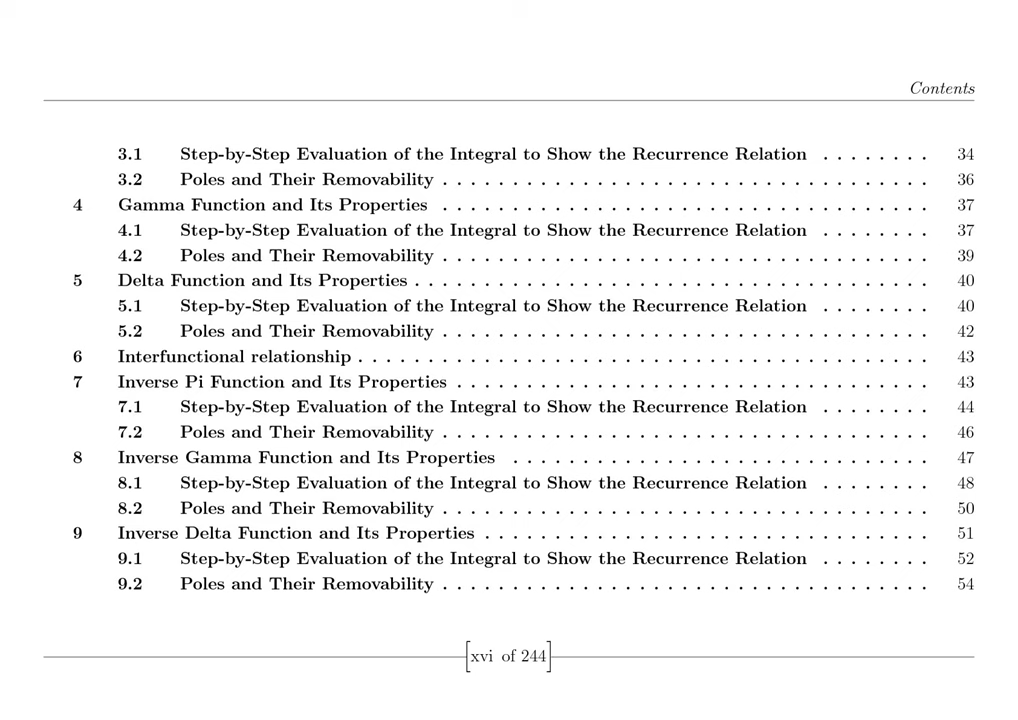 Contents
3.1 Step-by-Step Evaluation of the Integral to Show the Recurrence Relation . . . . . . . . 34
3.2 Poles and Their Removability . . . . . . . . . . . . . . . . . . . . . . . . . . . . . . . . . . . 36
4 Gamma Function and Its Properties . . . . . . . . . . . . . . . . . . . . . . . . . . . . . . . . . . . 37
4.1 Step-by-Step Evaluation of the Integral to Show the Recurrence Relation . . . . . . . . 37
4.2 Poles and Their Removability . . . . . . . . . . . . . . . . . . . . . . . . . . . . . . . . . . . 39
5 Delta Function and Its Properties . . . . . . . . . . . . . . . . . . . . . . . . . . . . . . . . . . . . . 40
5.1 Step-by-Step Evaluation of the Integral to Show the Recurrence Relation . . . . . . . . 40
5.2 Poles and Their Removability . . . . . . . . . . . . . . . . . . . . . . . . . . . . . . . . . . . 42
6 Interfunctional relationship . . . . . . . . . . . . . . . . . . . . . . . . . . . . . . . . . . . . . . . . . 43
7 Inverse Pi Function and Its Properties . . . . . . . . . . . . . . . . . . . . . . . . . . . . . . . . . . 43
7.1 Step-by-Step Evaluation of the Integral to Show the Recurrence Relation . . . . . . . . 44
7.2 Poles and Their Removability . . . . . . . . . . . . . . . . . . . . . . . . . . . . . . . . . . . 46
8 Inverse Gamma Function and Its Properties . . . . . . . . . . . . . . . . . . . . . . . . . . . . . . 47
8.1 Step-by-Step Evaluation of the Integral to Show the Recurrence Relation . . . . . . . . 48
8.2 Poles and Their Removability . . . . . . . . . . . . . . . . . . . . . . . . . . . . . . . . . . . 50
9 Inverse Delta Function and Its Properties . . . . . . . . . . . . . . . . . . . . . . . . . . . . . . . . 51
9.1 Step-by-Step Evaluation of the Integral to Show the Recurrence Relation . . . . . . . . 52
9.2 Poles and Their Removability . . . . . . . . . . . . . . . . . . . . . . . . . . . . . . . . . . . 54
[xvi of 244]